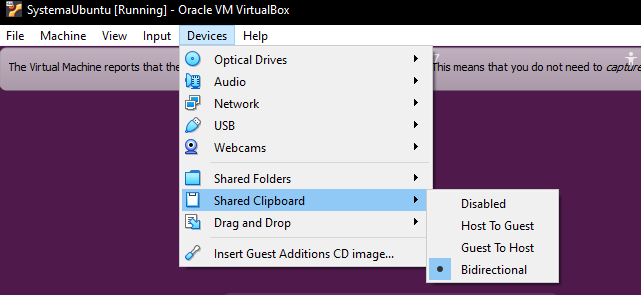 SystemaUbuntu [Running] - Oracle VM VirtualBox
File Machine View Input Devices Help
The Virtual Machine reports that the This means that you do not need to capture
Optical Drives
Audio
Network
USB
Webcams
Shared Folders
Shared Clipboard
Disabled
Drag and Drop
Host To Guest
Guest To Host
Insert Guest Additions CD image...
Bidirectional